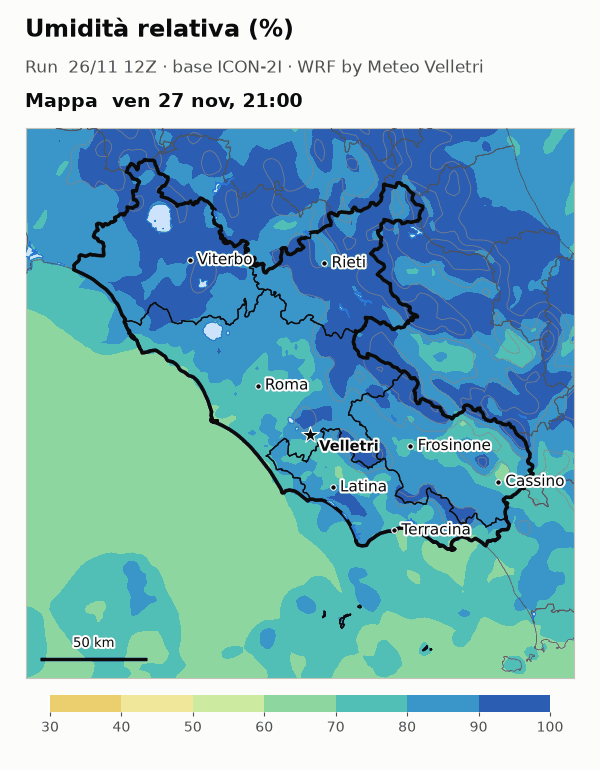 Umidità relativa (%)
Run  26/11 12Z · base ICON-2I · WRF by Meteo Velletri
Mappa  ven 27 nov, 21:00
Viterbo
Rieti
Roma
Velletri
Frosinone
Cassino
Latina
Terracina
50 km
30 40 50 60 70 80 90 100